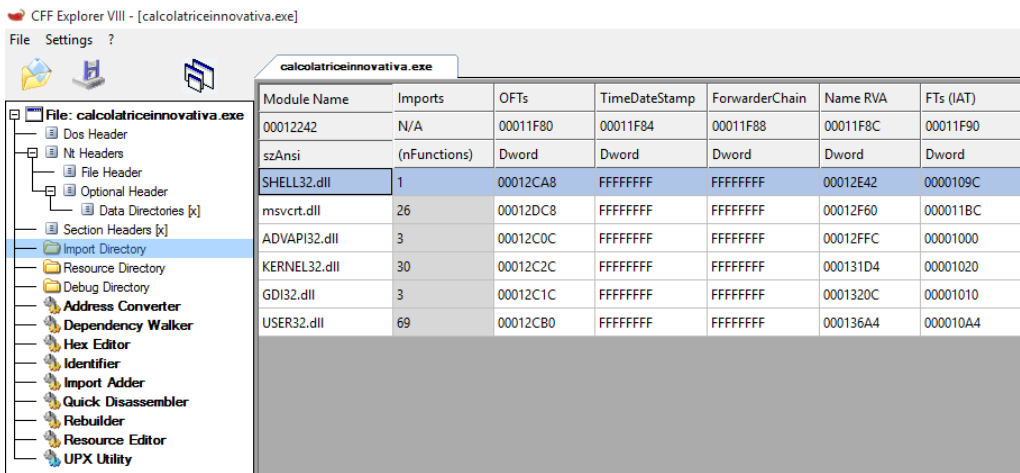 CFF Explorer VIII - [calcolatriceinnovativa.exe]
File Settings ?
calcolatriceinnovativa.exe
File: calcolatriceinnovativa.exe
Dos Header
Nt Headers
File Header
Optional Header
Data Directories [x]
Section Headers [x]
Import Directory
Resource Directory
Debug Directory
Address Converter
Dependency Walker
Hex Editor
Identifier
Import Adder
Quick Disassembler
Rebuilder
Resource Editor
UPX Utility
Module Name Imports OFTs TimeDateStamp ForwarderChain Name RVA FTs (IAT)
00012242 N/A 00011F80 00011F84 00011F88 00011F8C 00011F90
szAnsi (nFunctions) Dword Dword Dword Dword Dword
SHELL32.dll 1 00012CA8 FFFFFFFF FFFFFFFF 00012E42 0000109C
msvcrt.dll 26 00012DC8 FFFFFFFF FFFFFFFF 00012F60 000011BC
ADVAPI32.dll 3 00012C0C FFFFFFFF FFFFFFFF 00012FFC 00001000
KERNEL32.dll 30 00012C2C FFFFFFFF FFFFFFFF 000131D4 00001020
GDI32.dll 3 00012C1C FFFFFFFF FFFFFFFF 0001320C 00001010
USER32.dll 69 00012CB0 FFFFFFFF FFFFFFFF 000136A4 000010A4